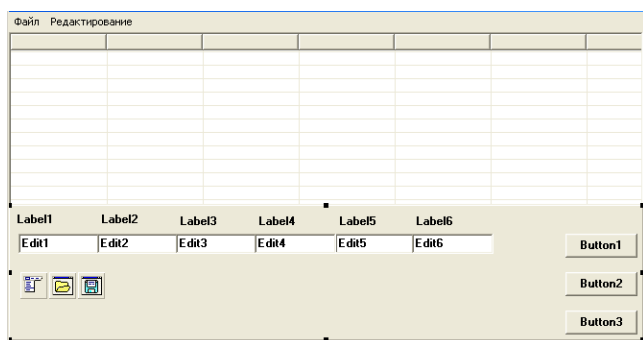 Файл Редактирование
Label1 Label2 Label3 Label4 Label5 Label6
Edit1 Edit2 Edit3 Edit4 Edit5 Edit6 Button1
Button2
Button3